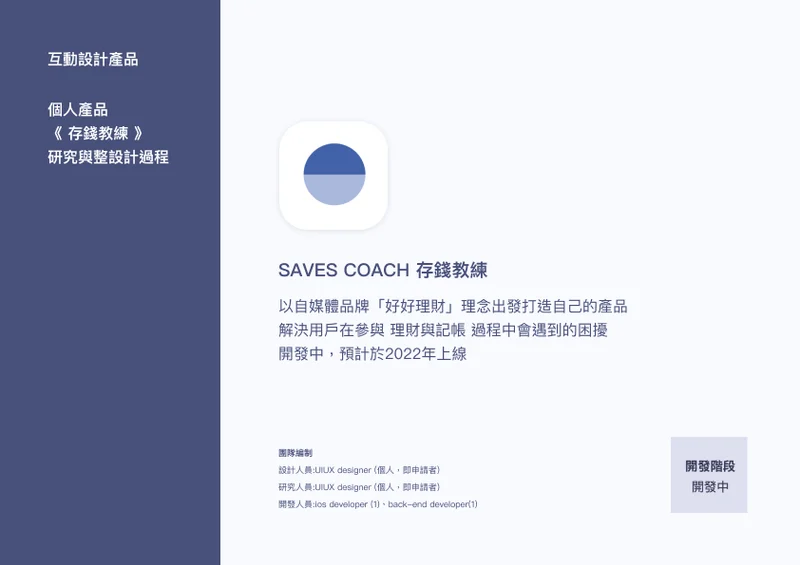 互動設計產品
個人產品
《 存錢教練 》
研究與整設計過程
SAVES COACH 存錢教練
以自媒體品牌「好好理財」理念出發打造自己的產品
解決用戶在參與 理財與記帳 過程中會遇到的困擾
開發中，預計於2022年上線
團隊編制
設計人員:UIUX designer (個人，即申請者)
研究人員:UIUX designer (個人，即申請者)
開發人員:ios developer (1)、back-end developer(1)
開發階段
開發中